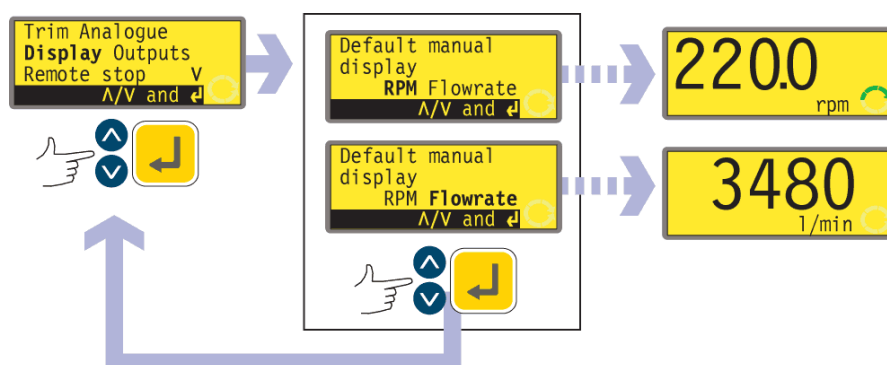 Trim Analogue
Display Outputs
Remote stop V
Λ/V and ↲
Default manual
display
RPM Flowrate
Λ/V and ↲
220.0
rpm
Default manual
display
RPM Flowrate
Λ/V and ↲
3480
l/min